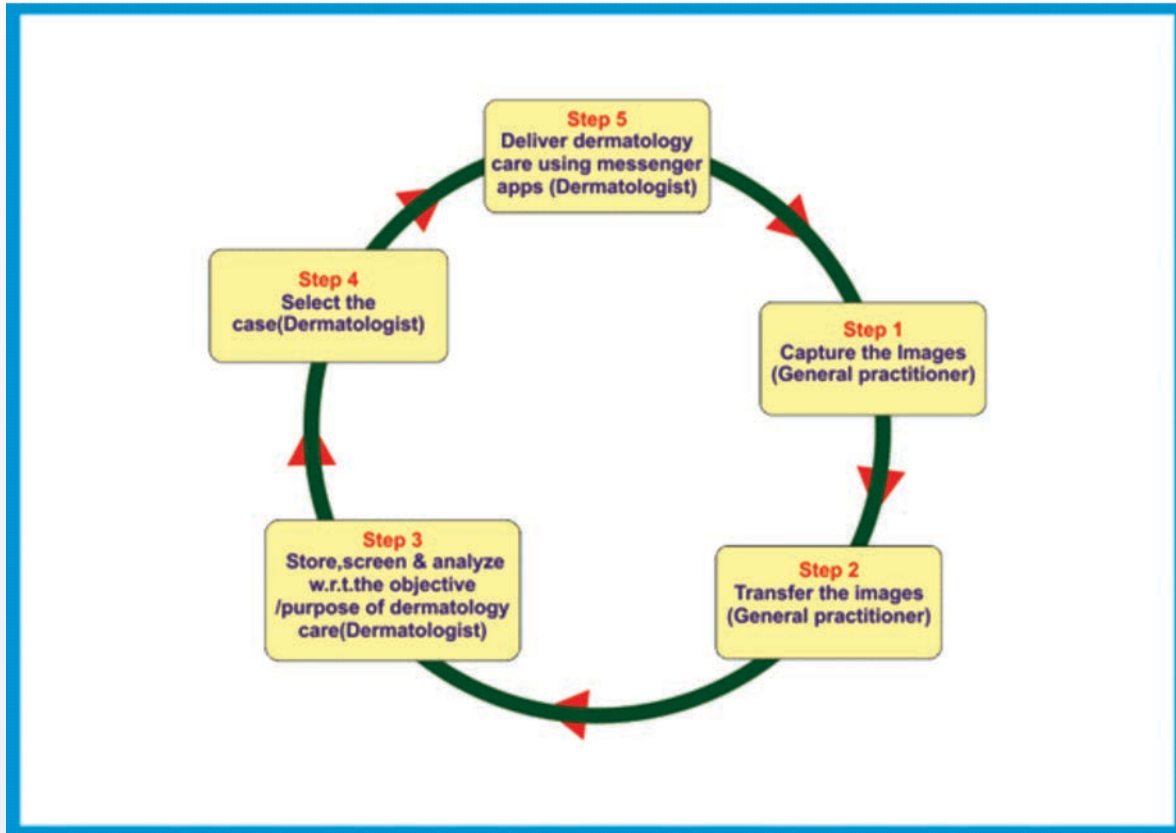 Step 5
Deliver dermatology
care using messenger
apps (Dermatologist)
Step 4
Select the
case(Dermatologist)
Step 1
Capture the Images
(General practitioner)
Step 3
Store,screen & analyze
w.r.t.the objective
/purpose of dermatology
care(Dermatologist)
Step 2
Transfer the images
(General practitioner)